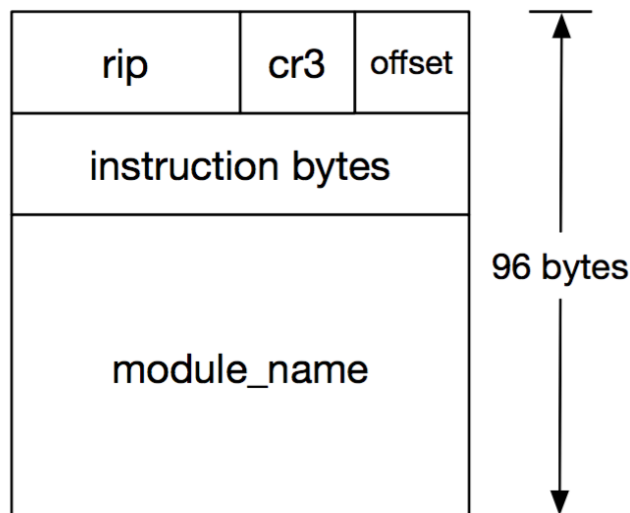 rip cr3 offset
instruction bytes
96 bytes
module_name